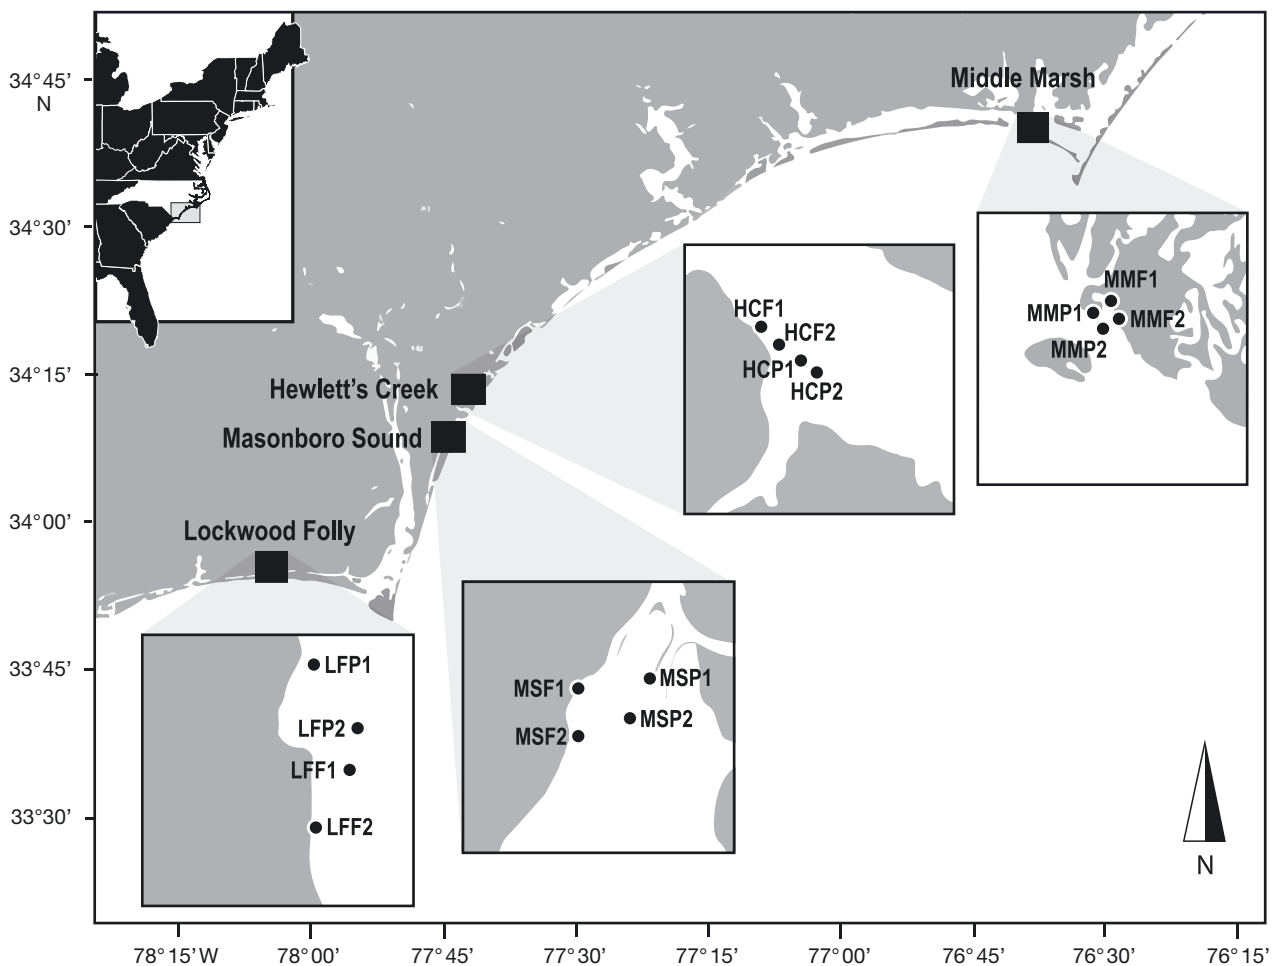 34°45’
N
34°30’
34°15’
34°00’
33°45’
33°30’
Middle Marsh
Hewlett’s Creek
Masonboro Sound
Lockwood Folly
MMF1
MMP1
MMF2
MMP2
HCF1
HCF2
HCP1
HCP2
MSF1
MSP1
MSP2
MSF2
LFP1
LFP2
LFF1
LFF2
N
78°15’W
78°00’
77°45’
77°30’
77°15’
77°00’
76°45’
76°30’
76°15’